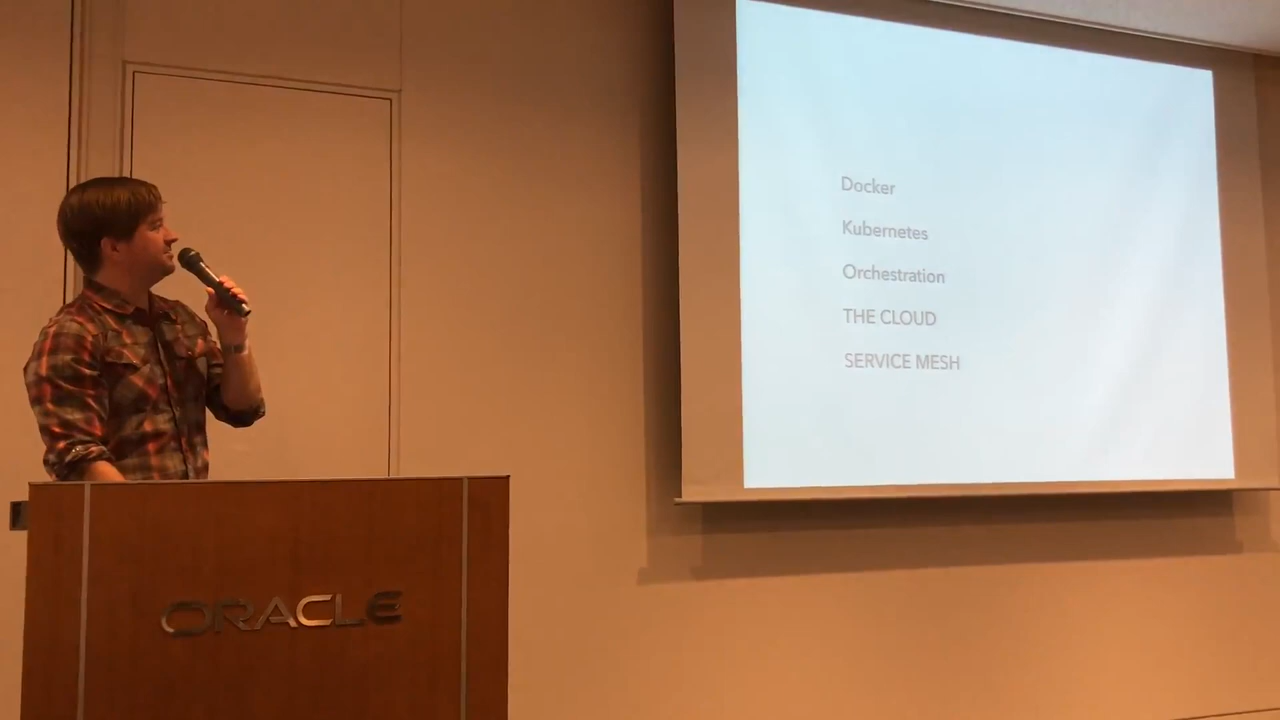 Docker
Kubernetes
Orchestration
THE CLOUD
SERVICE MESH
ORACLE